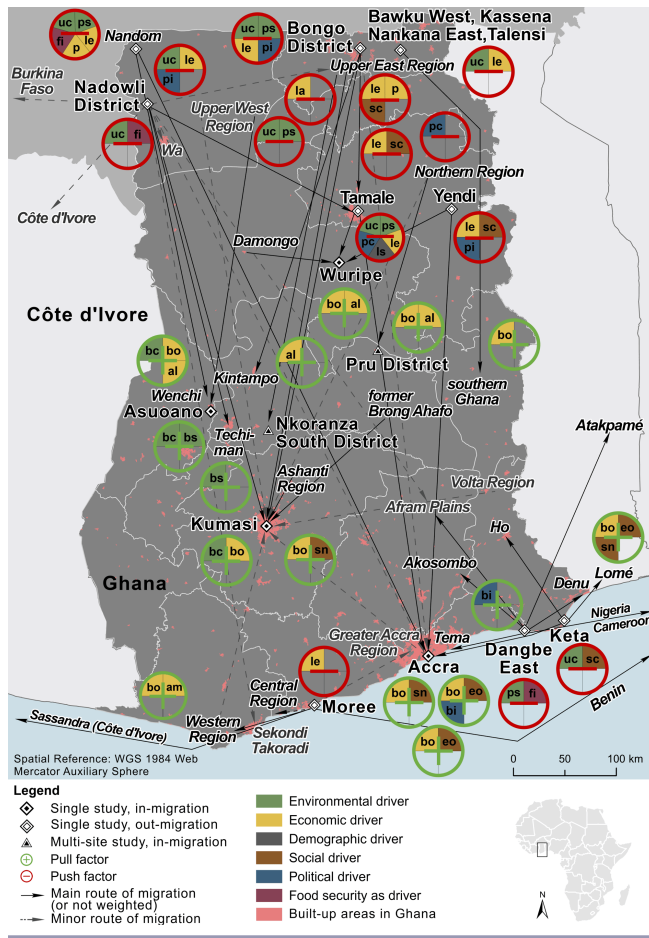 uc ps
fi le
p
Nandom
uc le
pi
uc ps
le pi
Bongo
District
Bawku West, Kassena
Nankana East,Talensi
uc le
Upper East Region
Burkina
Faso
Nadowli
District
Upper West
Region
la
le p
sc
uc fi
Wa
uc ps
le sc
pc
Northern Region
Côte d'Ivore
Tamale
Yendi
uc ps
pc le
ls
le sc
pi
Damongo
Wuripe
Côte d'Ivore
bo al
bo al
bo
bc bo
al
al
Kintampo
Pru District
Wenchi
Asuoano
former
Brong Ahafo
southern
Ghana
Techi-
man
Nkoranza
South District
Atakpamé
bc bs
bs
Ashanti
Region
Volta Region
Afram Plains
Kumasi
Ho
bo eo
sn
bc bo
bo sn
Akosombo
Lomé
Ghana
bi
Denu
Nigeria
Cameroon
Greater Accra
Region
Tema
Keta
Accra
Dangbe
East
le
uc sc
bo am
Central
Region
Moree
bo sn
bo eo
bi
ps fi
Benin
Sassandra (Côte d'Ivore)
Western
Region
Sekondi
Takoradi
bo eo
Spatial Reference: WGS 1984 Web
Mercator Auxiliary Sphere
0 50 100 km
Legend
Single study, in-migration
Single study, out-migration
Multi-site study, in-migration
Pull factor
Push factor
Main route of migration
(or not weighted)
Minor route of migration
Environmental driver
Economic driver
Demographic driver
Social driver
Political driver
Food security as driver
Built-up areas in Ghana
N